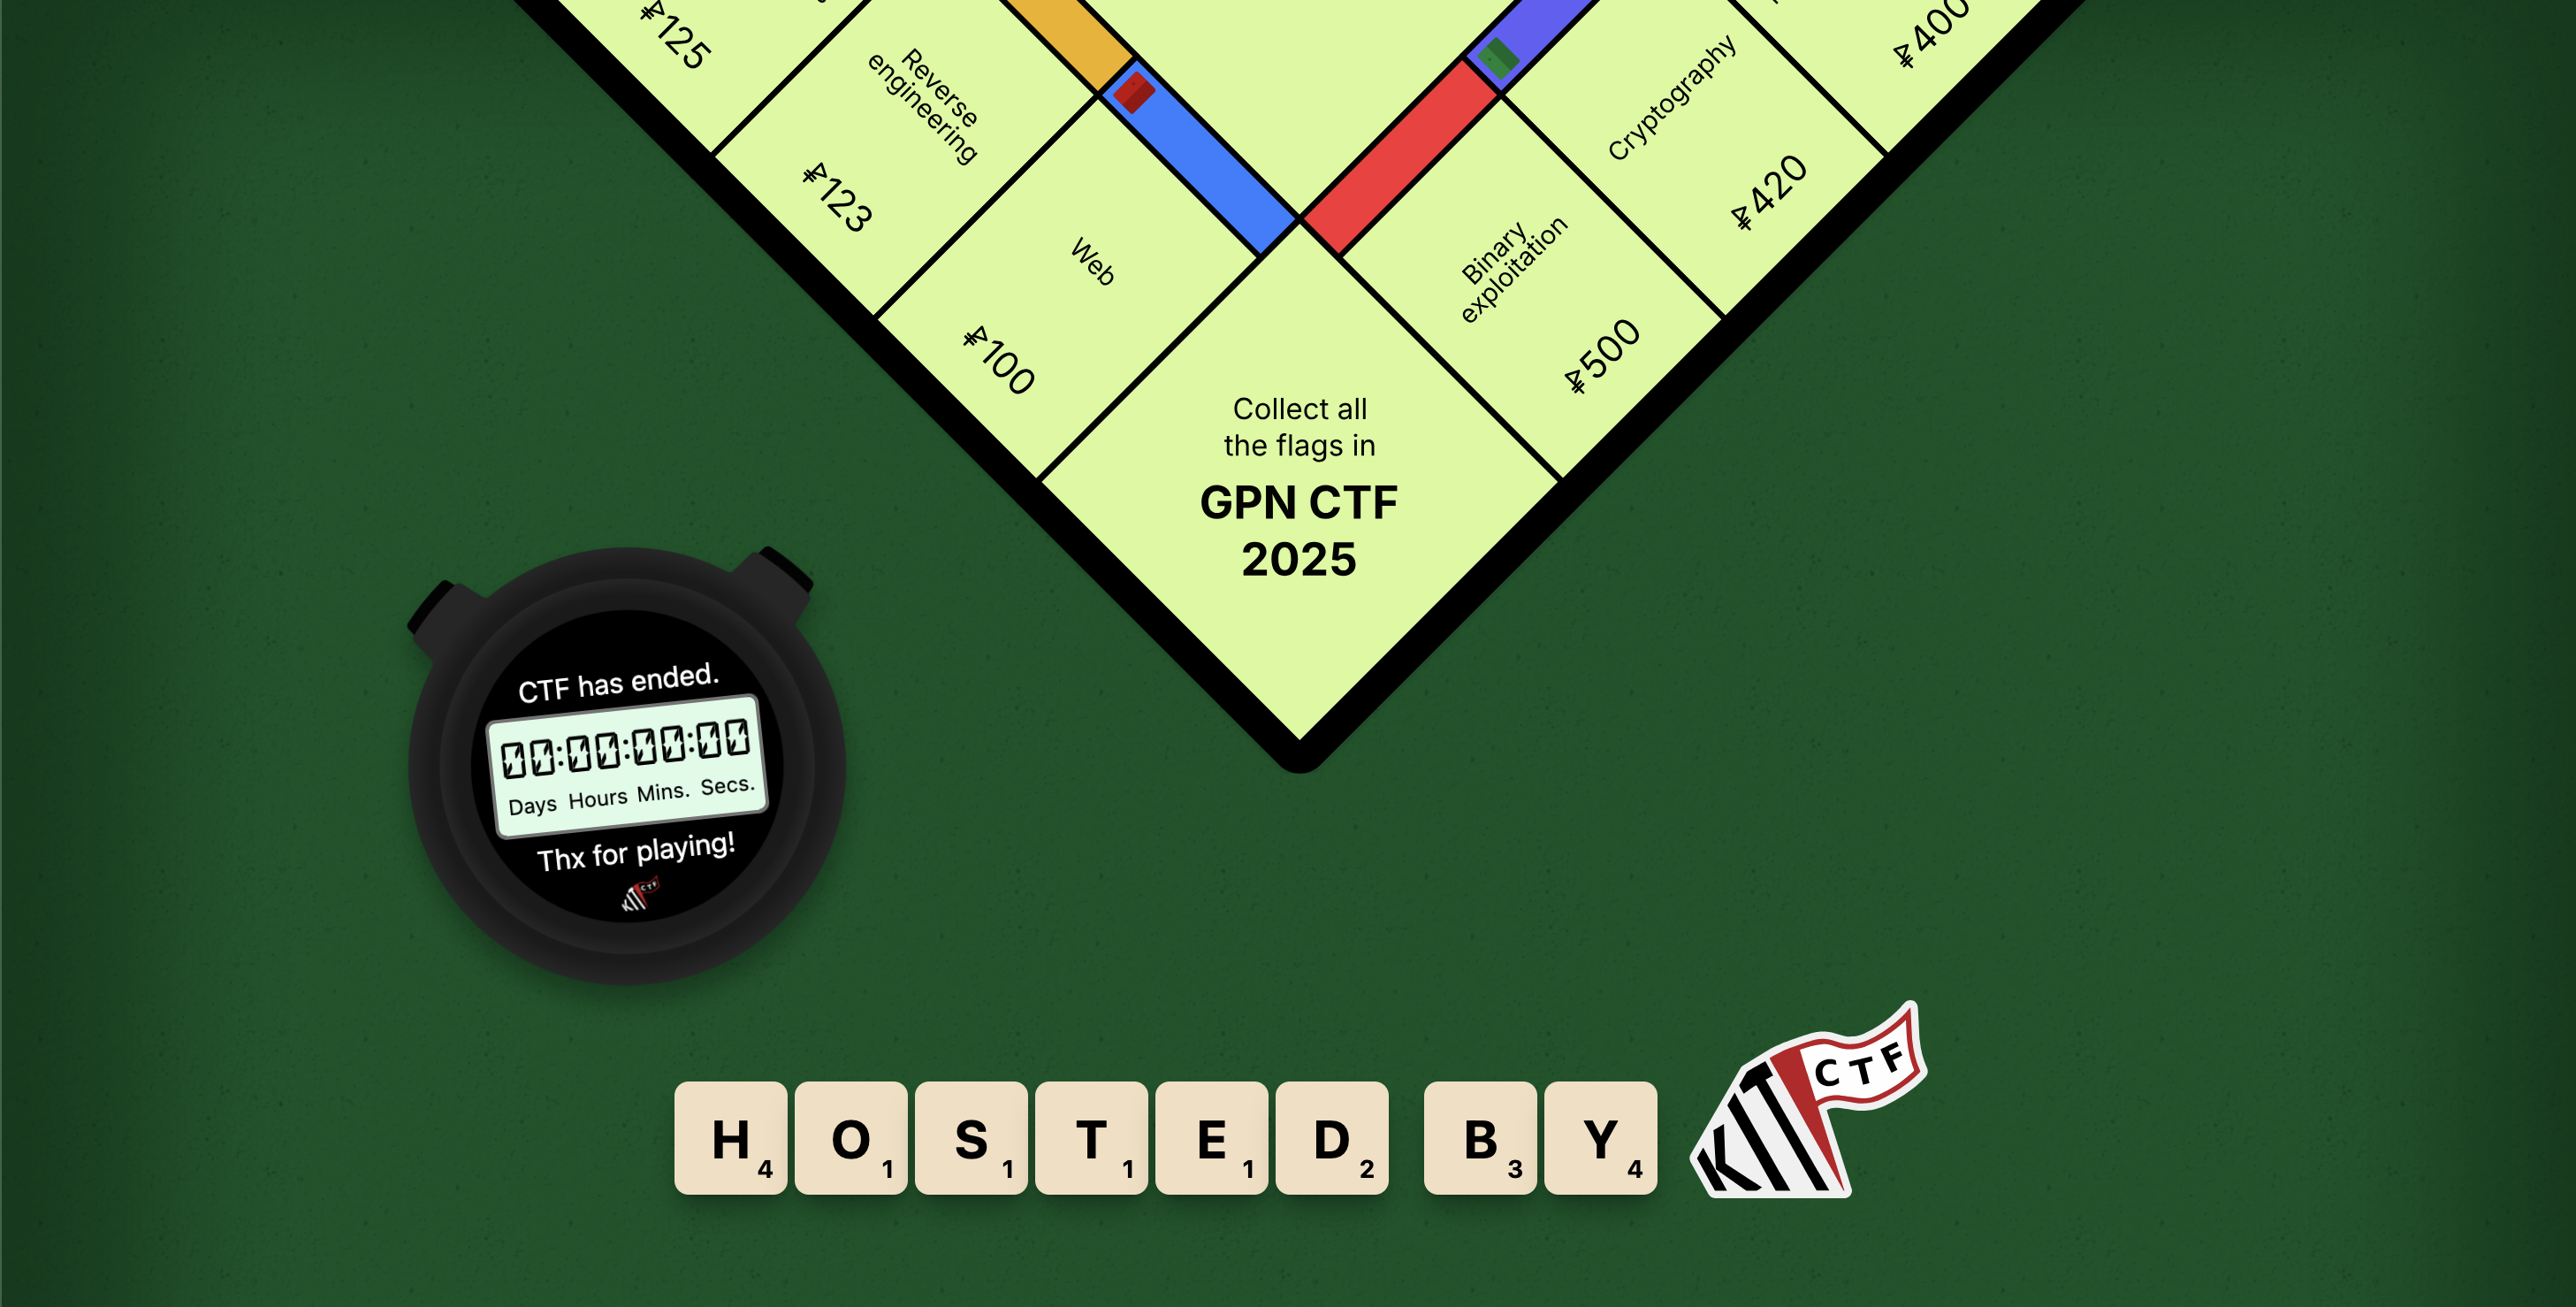 ₣125
Reverse
engineering
₣123
Web
₣100
Collect all
the flags in
GPN CTF
2025
Binary
exploitation
₣500
Cryptography
₣420
₣400
CTF has ended.
00:00:00:00
Days Hours Mins. Secs.
Thx for playing!
KIT CTF
H4 O1 S1 T1 E1 D2 B3 Y4
KIT CTF